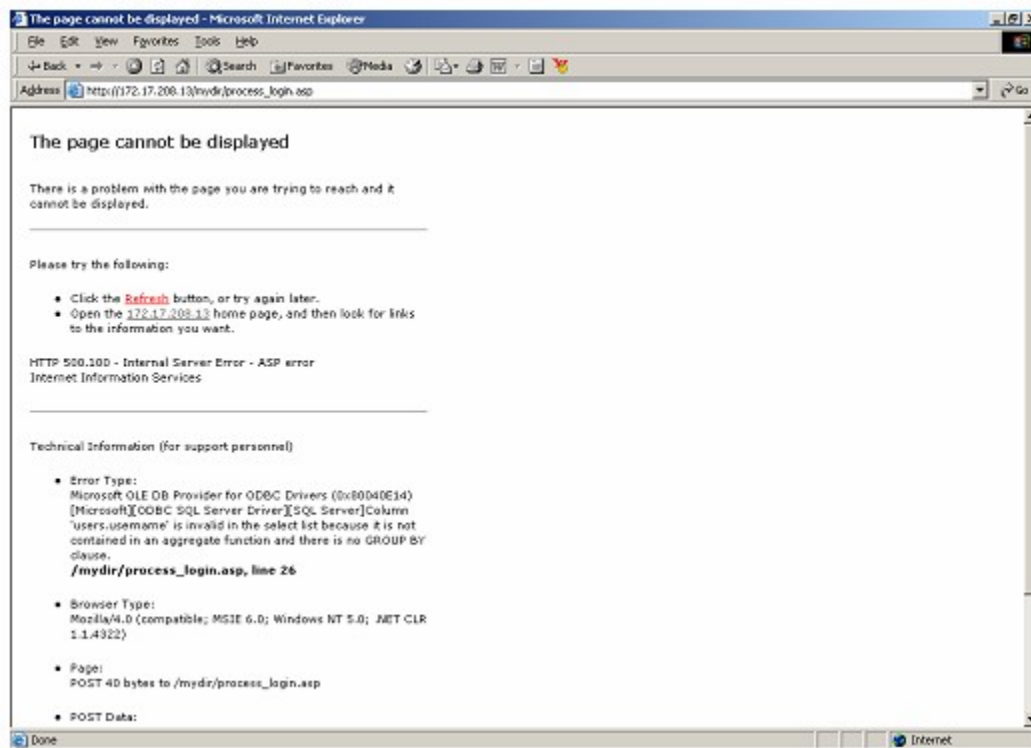 The page cannot be displayed - Microsoft Internet Explorer
File Edit View Favorites Tools Help
Back Search Favorites Media
Address http://172.17.208.13/mydir/process_login.asp Go
The page cannot be displayed
There is a problem with the page you are trying to reach and it
cannot be displayed.
Please try the following:
• Click the Refresh button, or try again later.
• Open the 172.17.208.13 home page, and then look for links
to the information you want.
HTTP 500.100 - Internal Server Error - ASP error
Internet Information Services
Technical Information (for support personnel)
• Error Type:
Microsoft OLE DB Provider for ODBC Drivers (0x80040E14)
[Microsoft][ODBC SQL Server Driver][SQL Server]Column
'users.username' is invalid in the select list because it is not
contained in an aggregate function and there is no GROUP BY
clause.
/mydir/process_login.asp, line 26
• Browser Type:
Mozilla/4.0 (compatible; MSIE 6.0; Windows NT 5.0; .NET CLR
1.1.4322)
• Page:
POST 40 bytes to /mydir/process_login.asp
• POST Data:
Done Internet